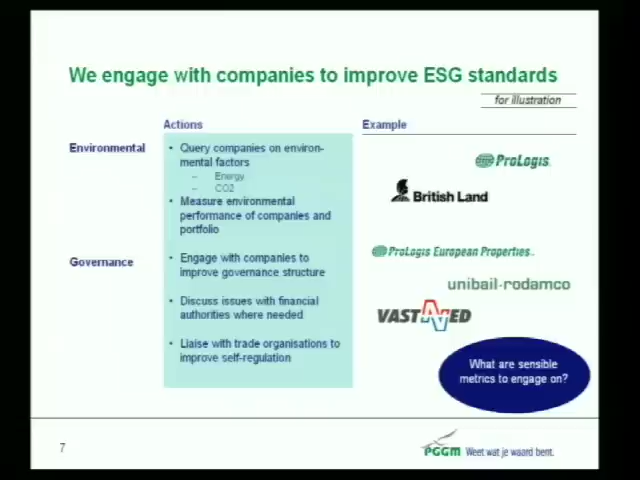 We engage with companies to improve ESG standards
for illustration
Actions
Example
Environmental
• Query companies on environ-
mental factors
– Energy
– CO2
• Measure environmental
performance of companies and
portfolio
Governance
• Engage with companies to
improve governance structure
• Discuss issues with financial
authorities where needed
• Liaise with trade organisations to
improve self-regulation
ProLogis
British Land
ProLogis European Properties
unibail·rodamco
VASTNED
What are sensible
metrics to engage on?
7
PGGM Weet wat je waard bent.